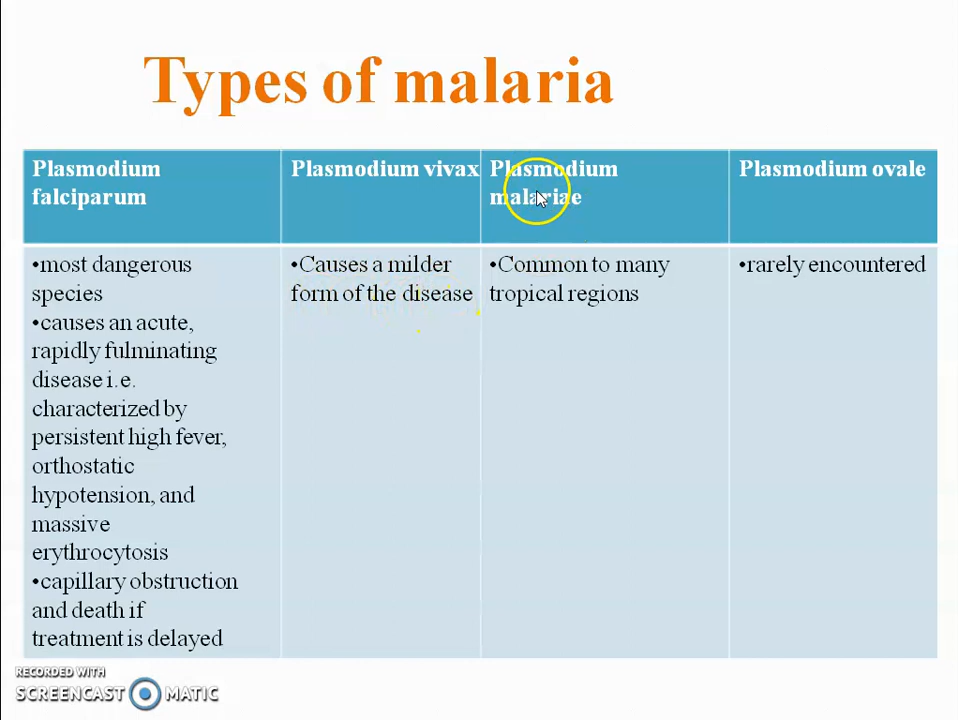 Types of malaria
Plasmodium
falciparum
Plasmodium vivax
Plasmodium
malariae
Plasmodium ovale
•most dangerous
species
•causes an acute,
rapidly fulminating
disease i.e.
characterized by
persistent high fever,
orthostatic
hypotension, and
massive
erythrocytosis
•capillary obstruction
and death if
treatment is delayed
•Causes a milder
form of the disease
•Common to many
tropical regions
•rarely encountered
RECORDED WITH
SCREENCAST MATIC